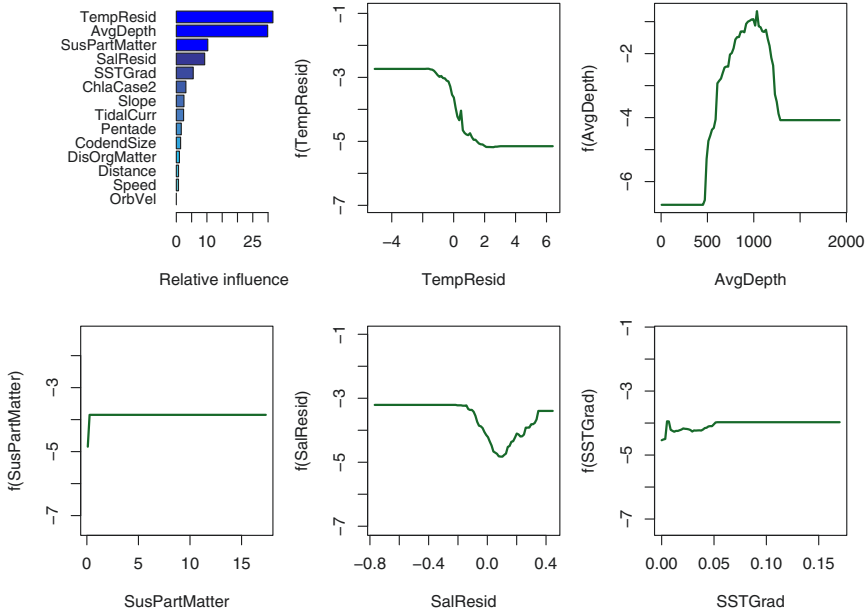 TempResid
AvgDepth
SusPartMatter
SalResid
SSTGrad
ChlaCase2
Slope
TidalCurr
Pentade
CodendSize
DisOrgMatter
Distance
Speed
OrbVel
0 10 25
Relative influence
f(TempResid)
−1
−3
−5
−7
−4 0 2 4 6
TempResid
f(AvgDepth)
−2
−4
−6
0 500 1000 2000
AvgDepth
f(SusPartMatter)
−3
−5
−7
0 5 10 15
SusPartMatter
f(SalResid)
−1
−3
−5
−7
−0.8 −0.4 0.0 0.4
SalResid
f(SSTGrad)
−1
−3
−5
−7
0.00 0.05 0.10 0.15
SSTGrad